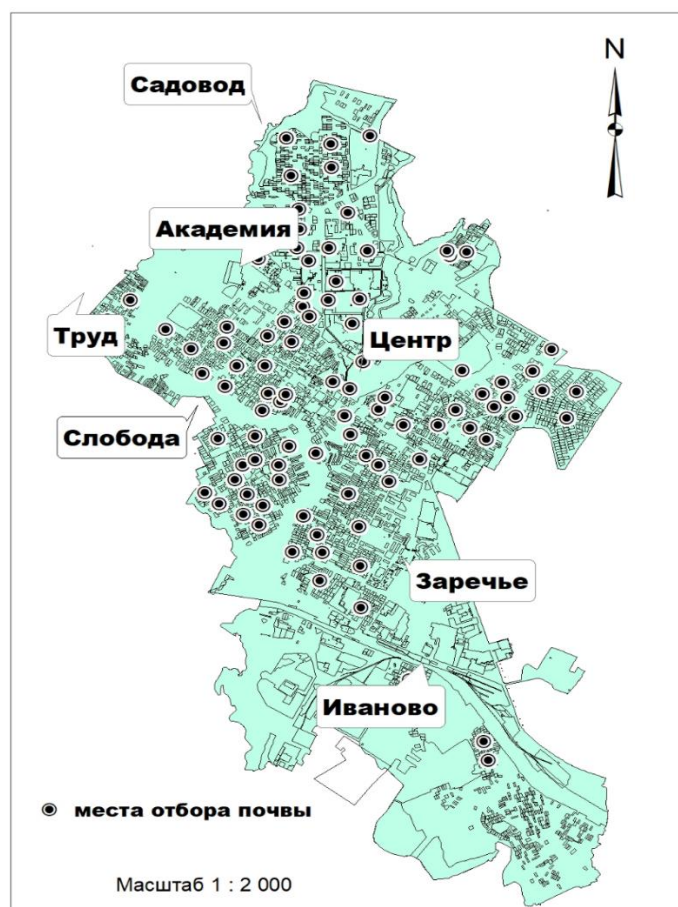 N
Садовод
Академия
Труд
Центр
Слобода
Заречье
Иваново
места отбора почвы
Масштаб 1 : 2 000